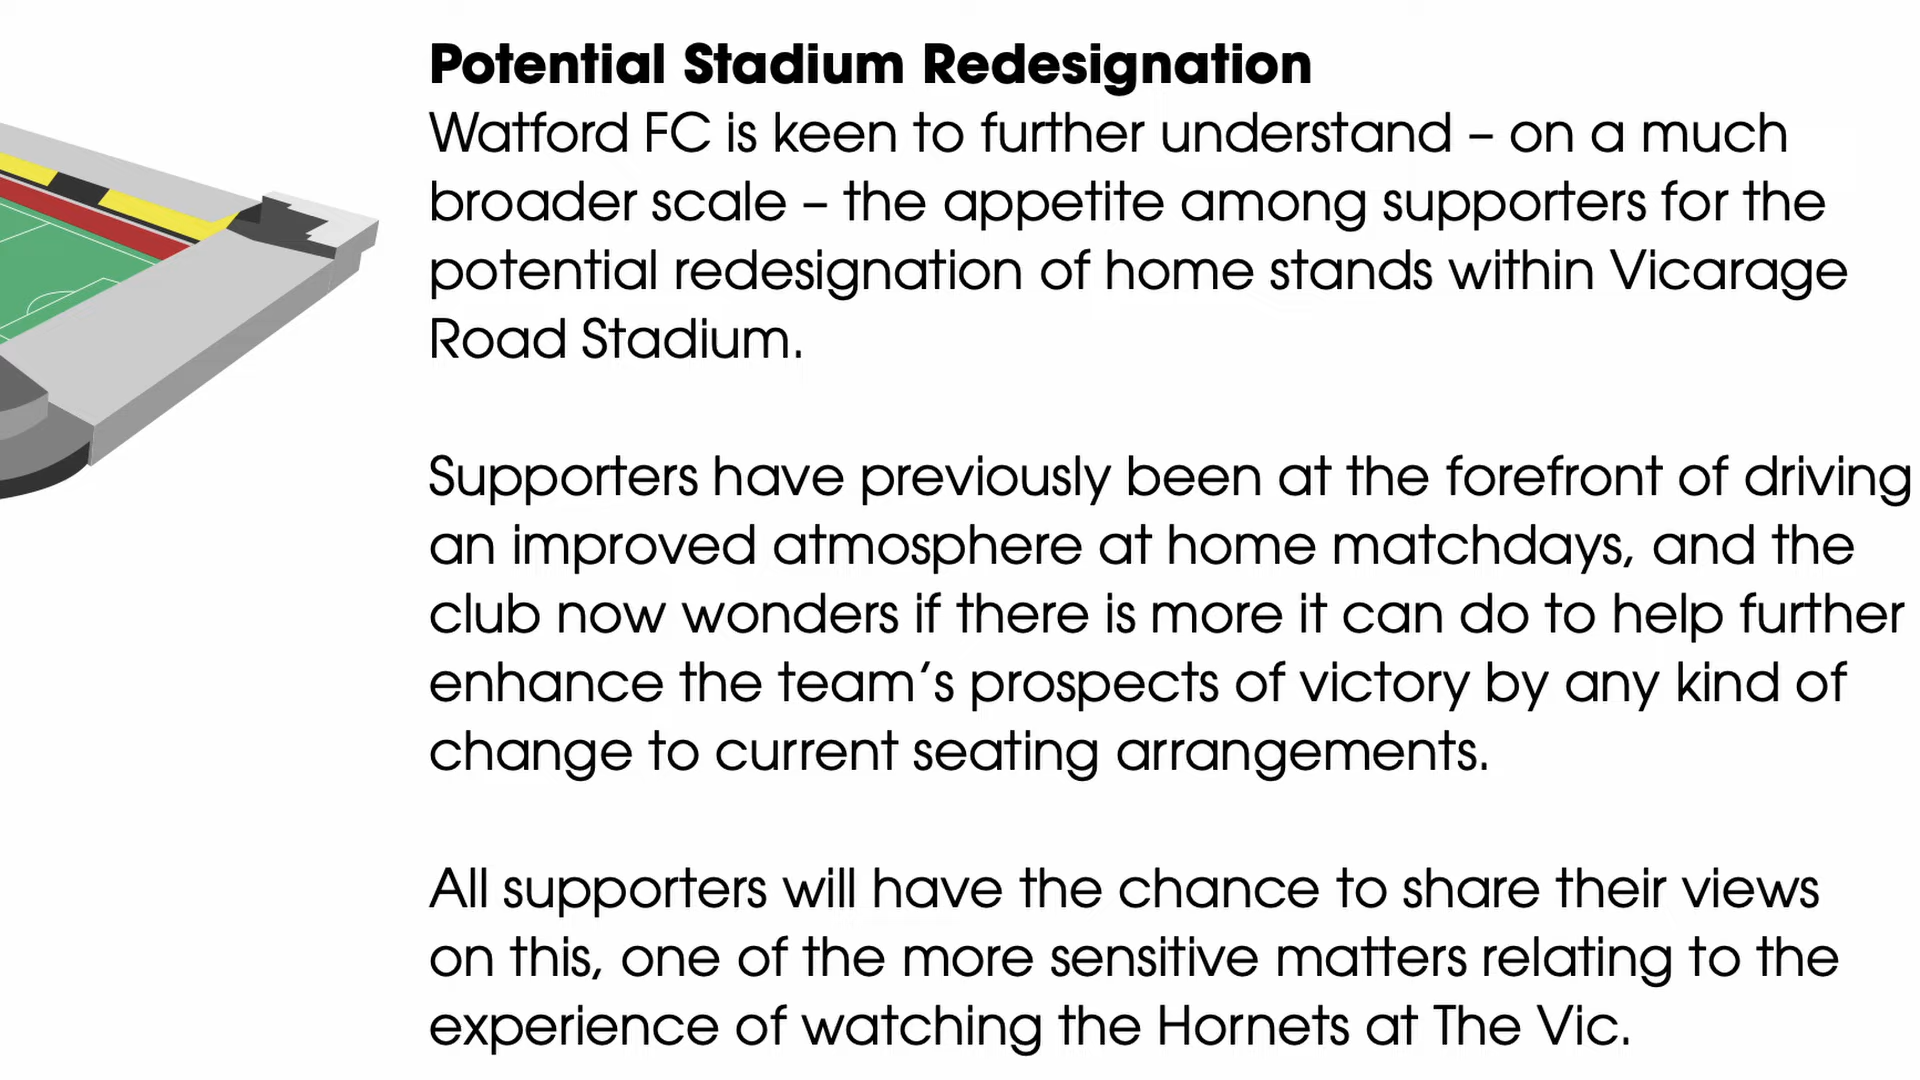 Potential Stadium Redesignation
Watford FC is keen to further understand – on a much
broader scale – the appetite among supporters for the
potential redesignation of home stands within Vicarage
Road Stadium.
Supporters have previously been at the forefront of driving
an improved atmosphere at home matchdays, and the
club now wonders if there is more it can do to help further
enhance the team’s prospects of victory by any kind of
change to current seating arrangements.
All supporters will have the chance to share their views
on this, one of the more sensitive matters relating to the
experience of watching the Hornets at The Vic.